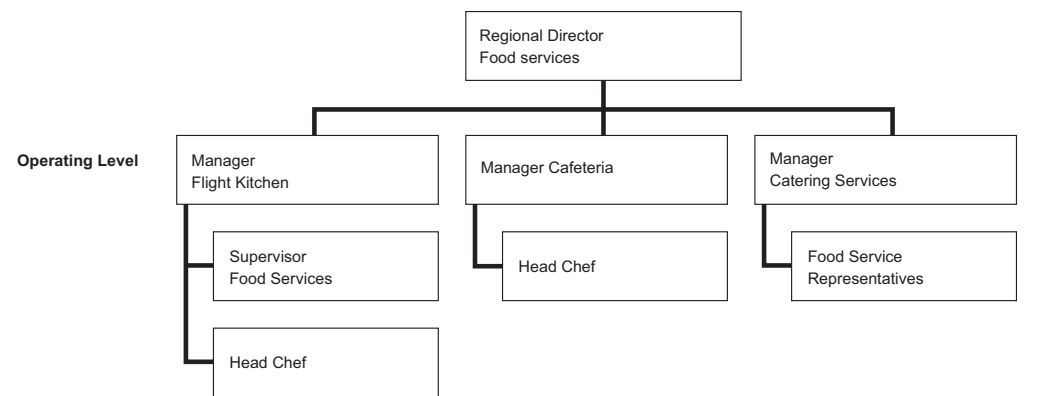 Regional Director
Food services
Operating Level
Manager
Flight Kitchen
Manager Cafeteria
Manager
Catering Services
Supervisor
Food Services
Head Chef
Food Service
Representatives
Head Chef